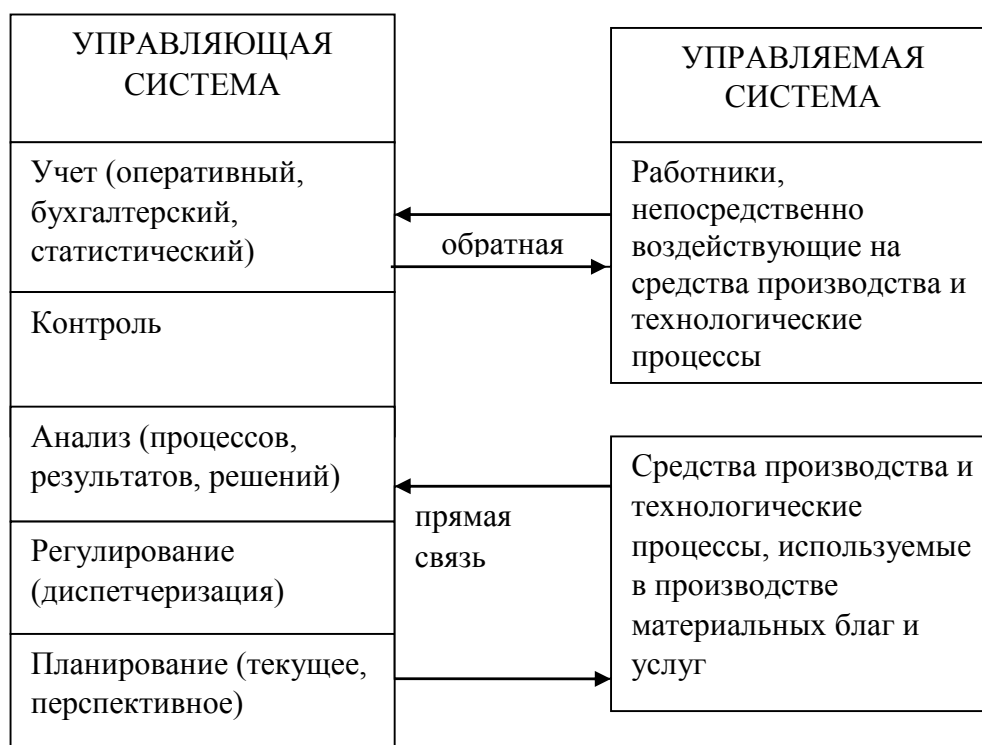 УПРАВЛЯЮЩАЯ
СИСТЕМА
Учет (оперативный,
бухгалтерский,
статистический)
Контроль
Анализ (процессов,
результатов, решений)
Регулирование
(диспетчеризация)
Планирование (текущее,
перспективное)
обратная
прямая
связь
УПРАВЛЯЕМАЯ
СИСТЕМА
Работники,
непосредственно
воздействующие на
средства производства и
технологические
процессы
Средства производства и
технологические
процессы, используемые
в производстве
материальных благ и
услуг